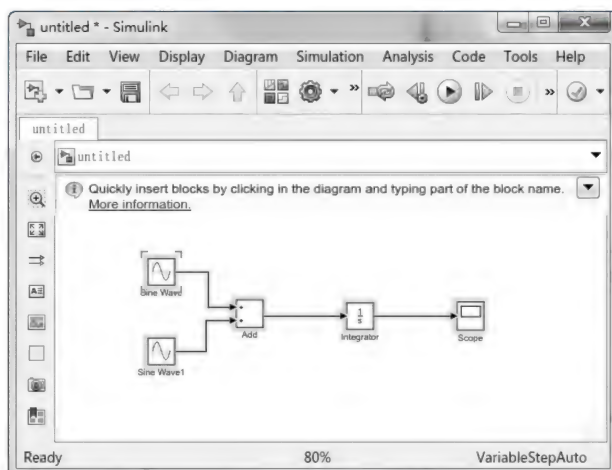 untitled * - Simulink
File Edit View Display Diagram Simulation Analysis Code Tools Help
untitled
untitled
Quickly insert blocks by clicking in the diagram and typing part of the block name.
More information.
Sine Wave
Add
1
s
Integrator
Scope
Sine Wave1
Ready 80% VariableStepAuto